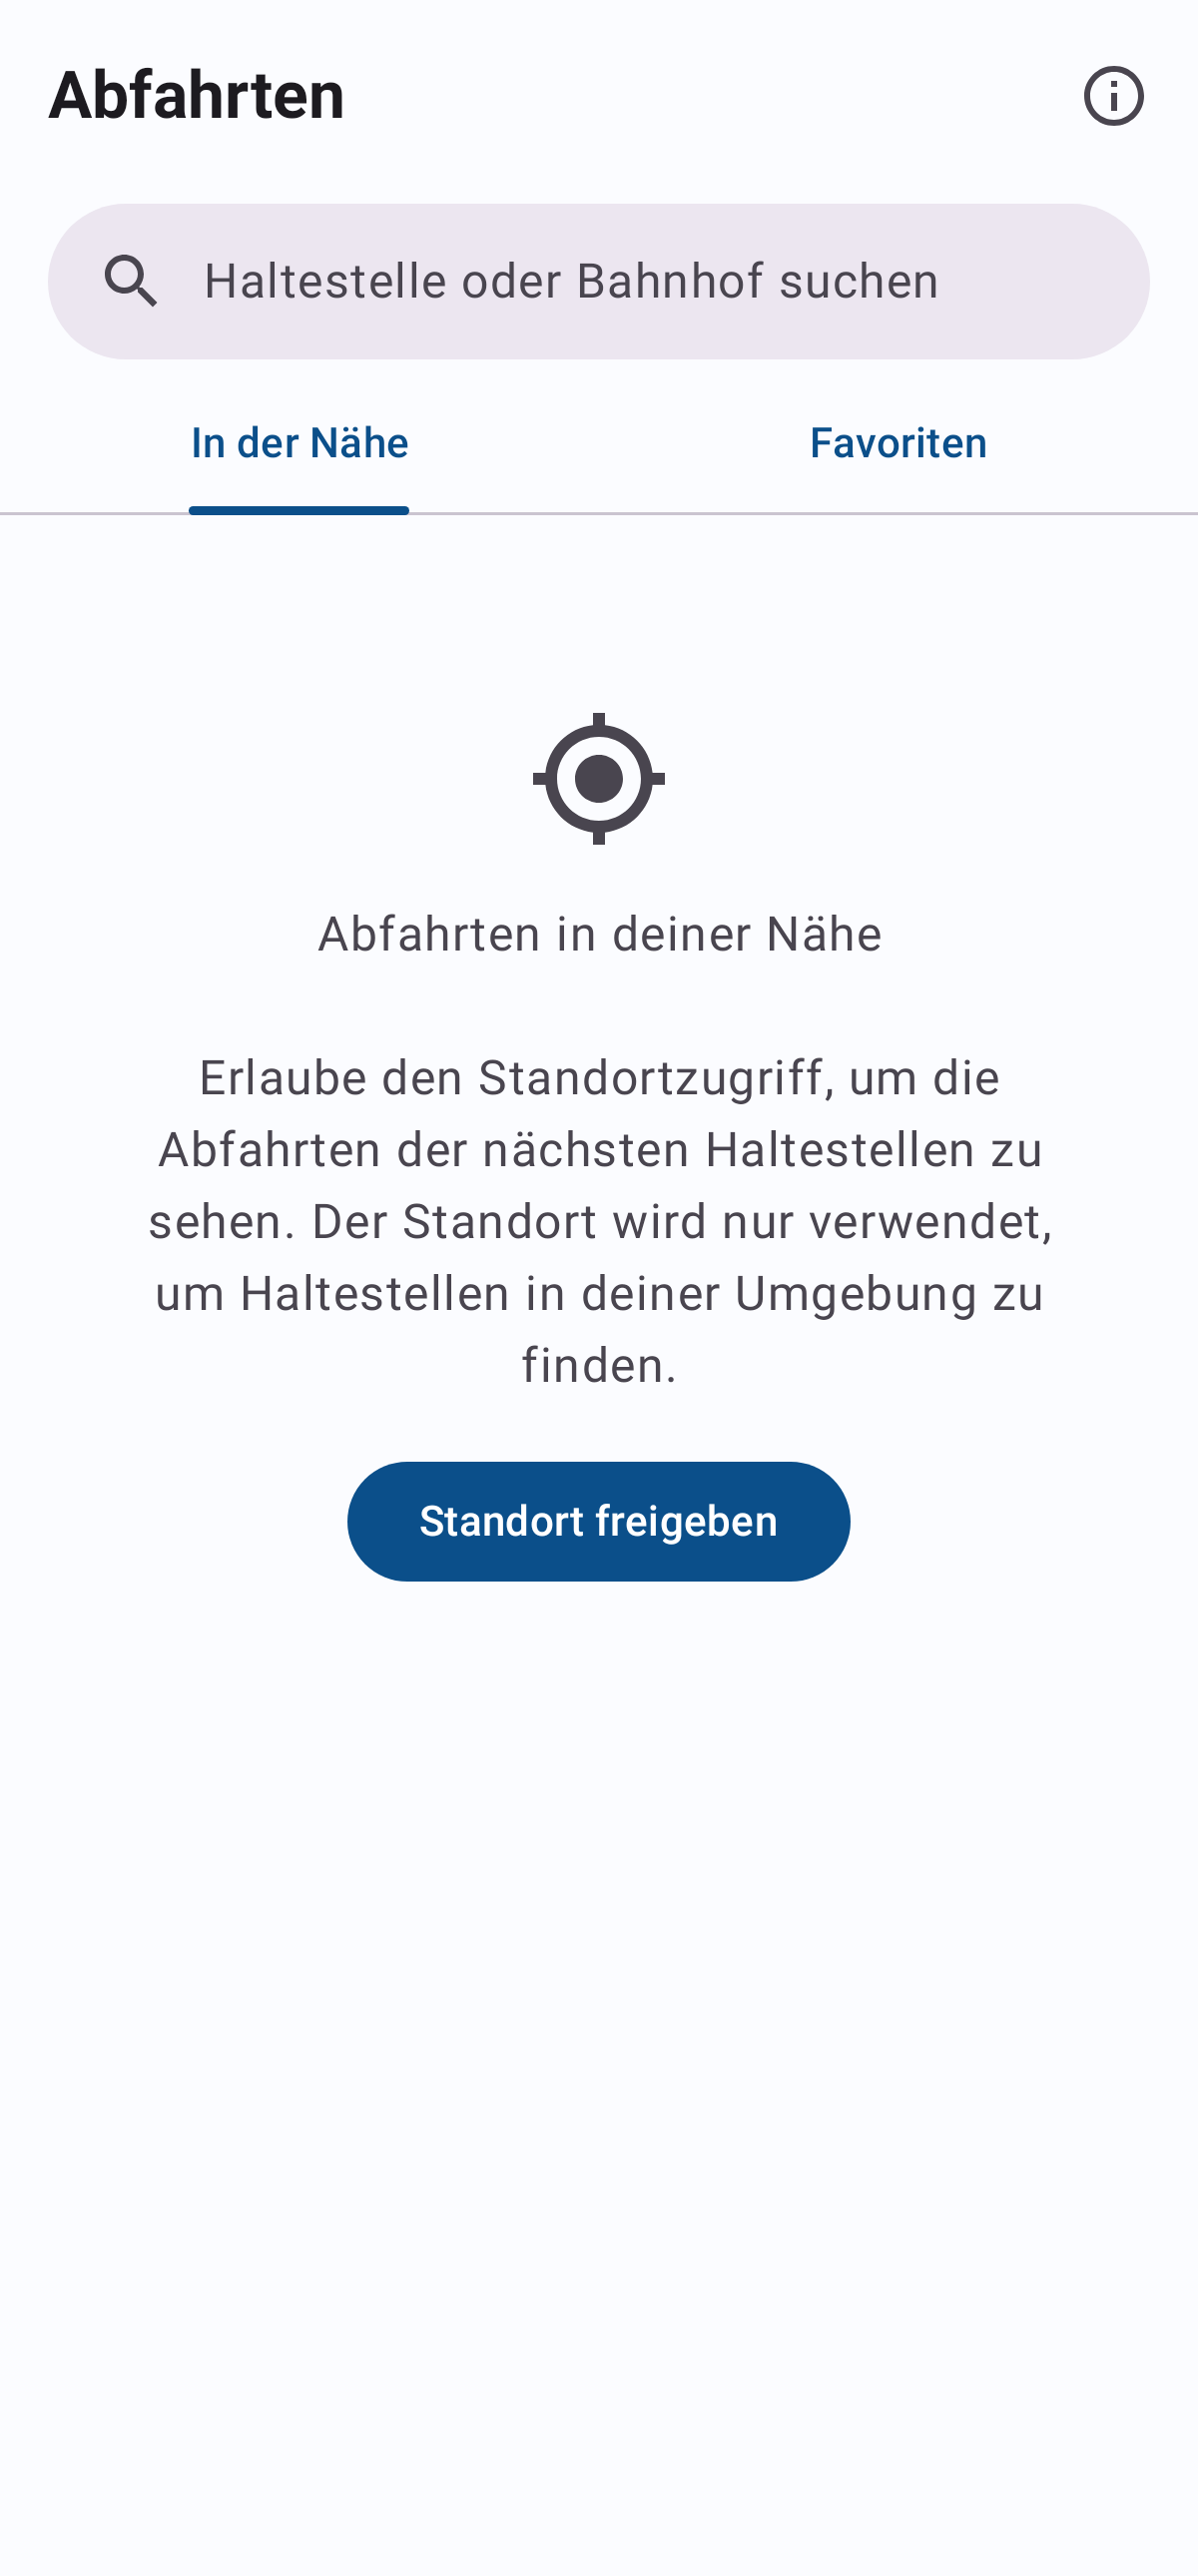 Abfahrten
Haltestelle oder Bahnhof suchen
In der Nähe
Favoriten
Abfahrten in deiner Nähe
Erlaube den Standortzugriff, um die
Abfahrten der nächsten Haltestellen zu
sehen. Der Standort wird nur verwendet,
um Haltestellen in deiner Umgebung zu
finden.
Standort freigeben